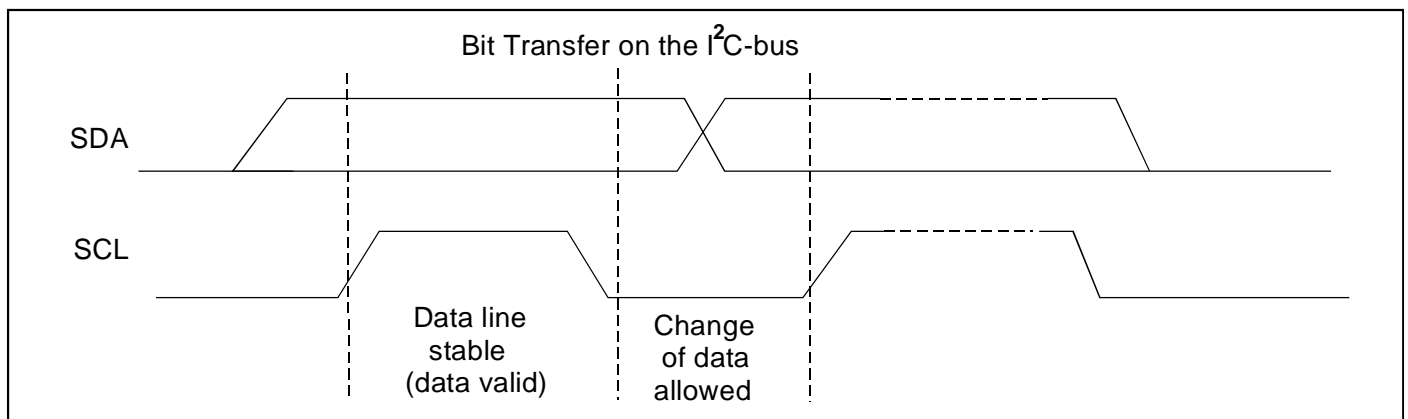 Bit Transfer on the I²C-bus
SDA
SCL
Data line
stable
(data valid)
Change
of data
allowed